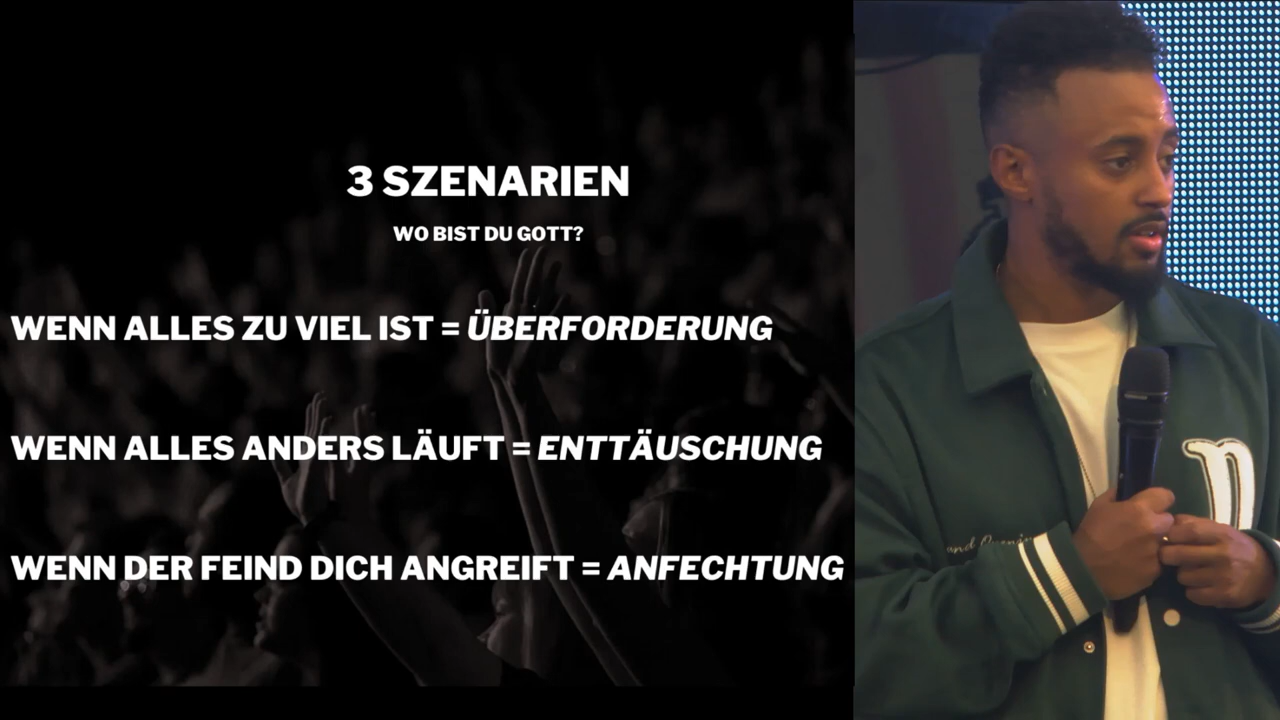 3 SZENARIEN
WO BIST DU GOTT?
WENN ALLES ZU VIEL IST = ÜBERFORDERUNG
WENN ALLES ANDERS LÄUFT = ENTTÄUSCHUNG
WENN DER FEIND DICH ANGREIFT = ANFECHTUNG
n